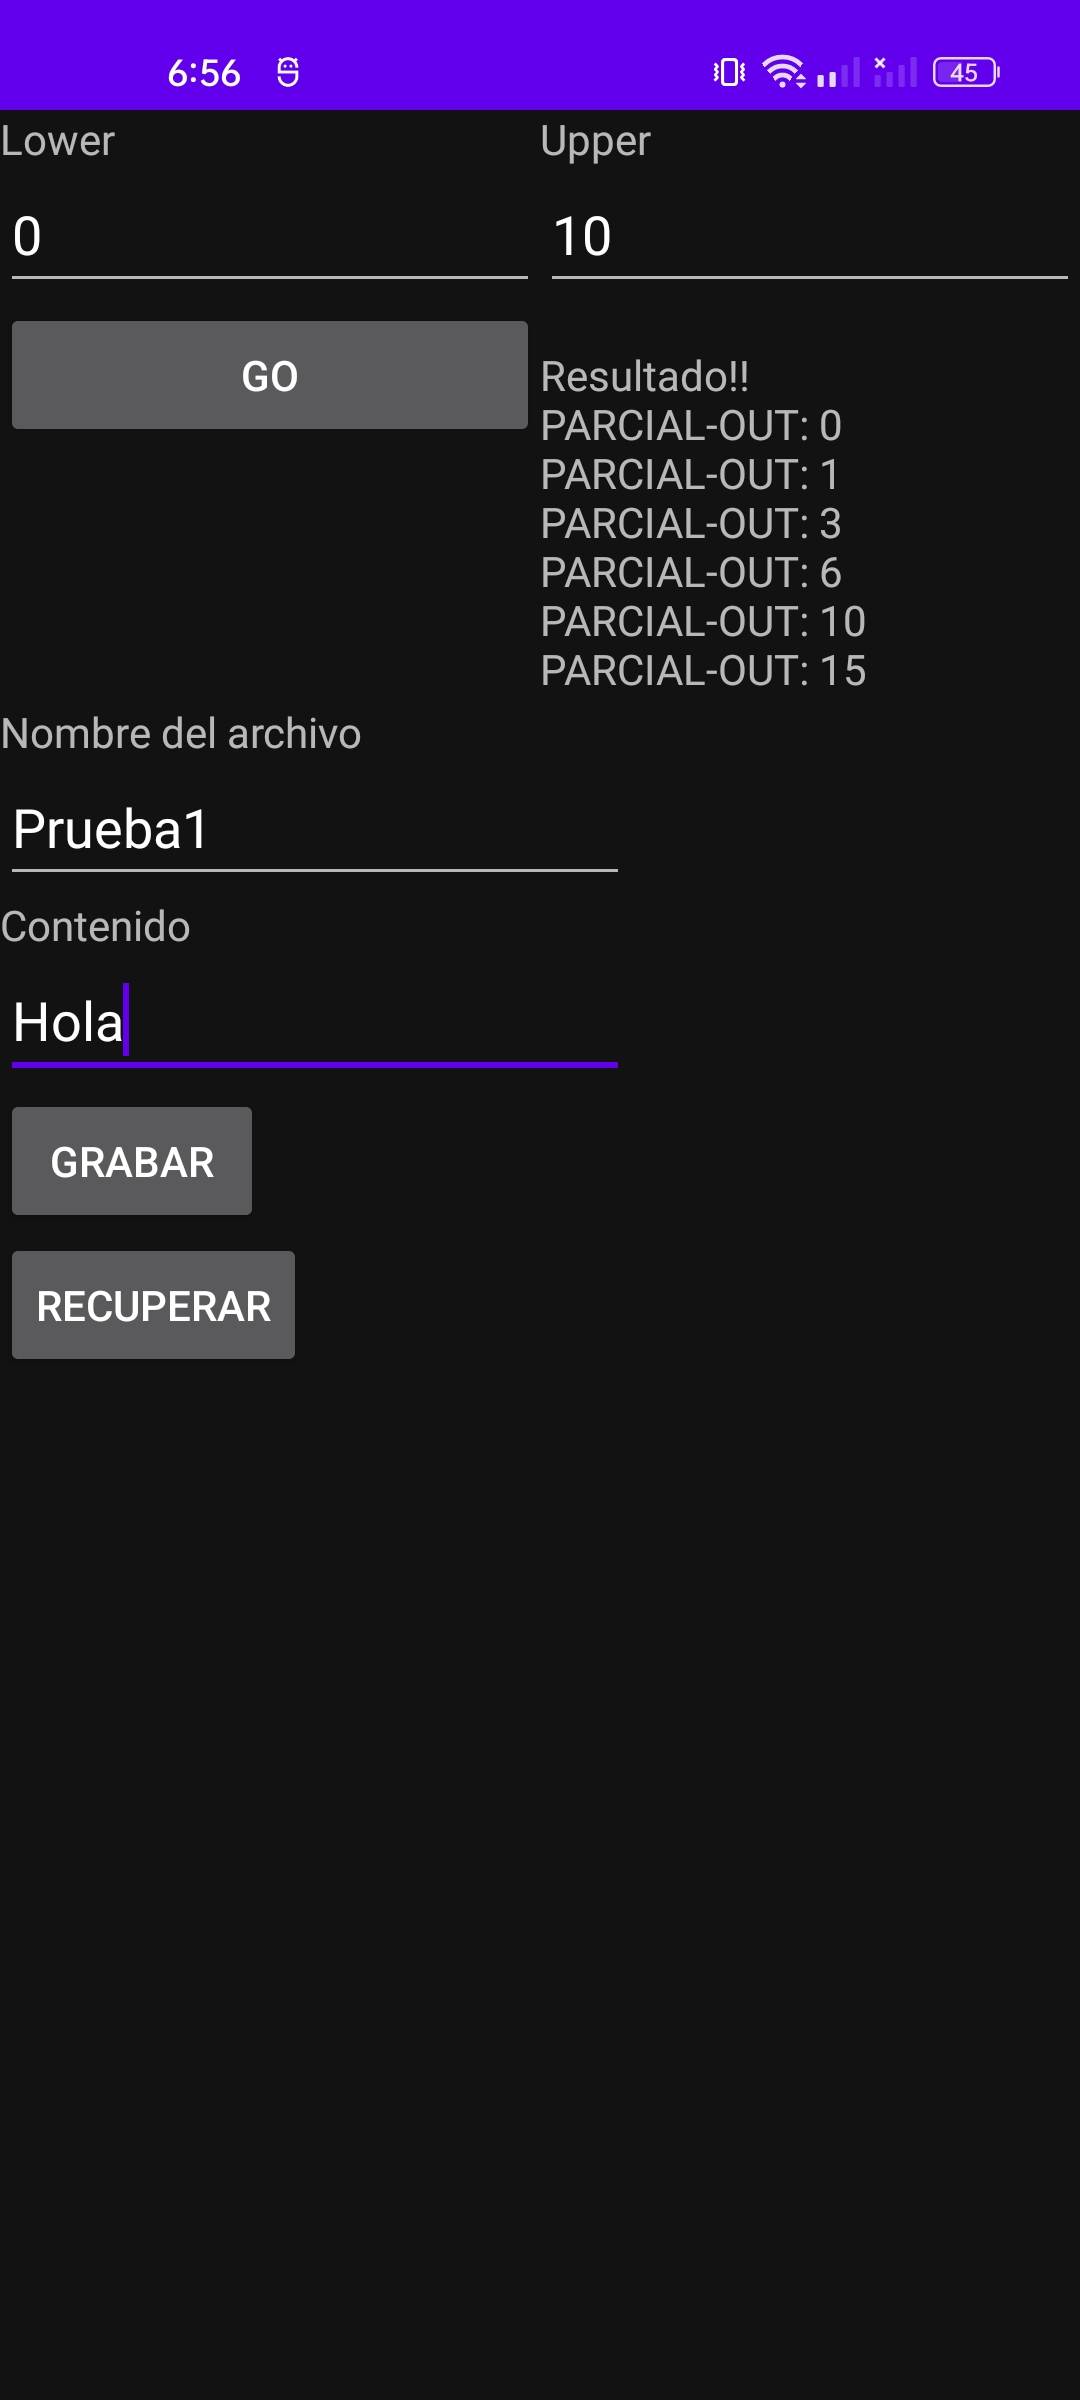 6:56 45
Lower Upper
0 10
GO
Resultado!!
PARCIAL-OUT: 0
PARCIAL-OUT: 1
PARCIAL-OUT: 3
PARCIAL-OUT: 6
PARCIAL-OUT: 10
PARCIAL-OUT: 15
Nombre del archivo
Prueba1
Contenido
Hola
GRABAR
RECUPERAR